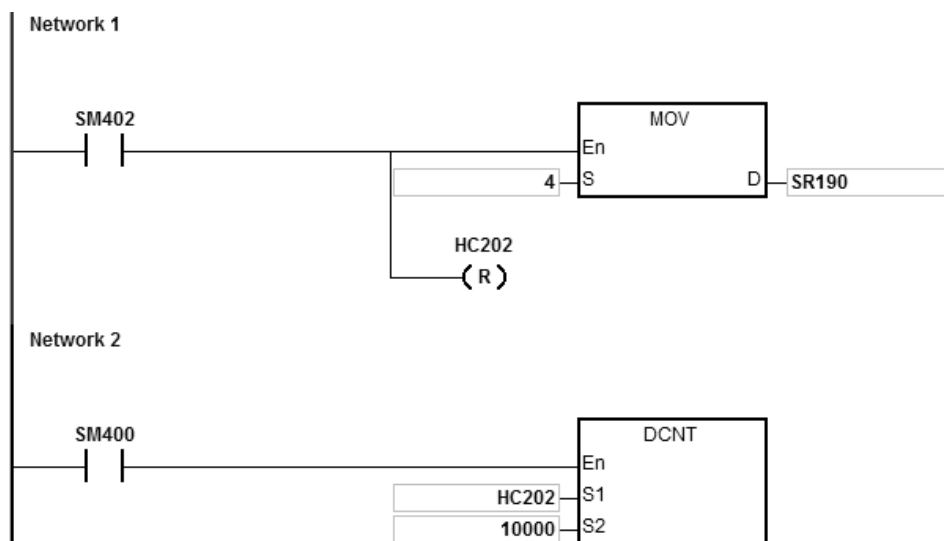 Network 1
SM402
MOV
En
4 S D SR190
HC202
( R )
Network 2
SM400
DCNT
En
HC202 S1
10000 S2